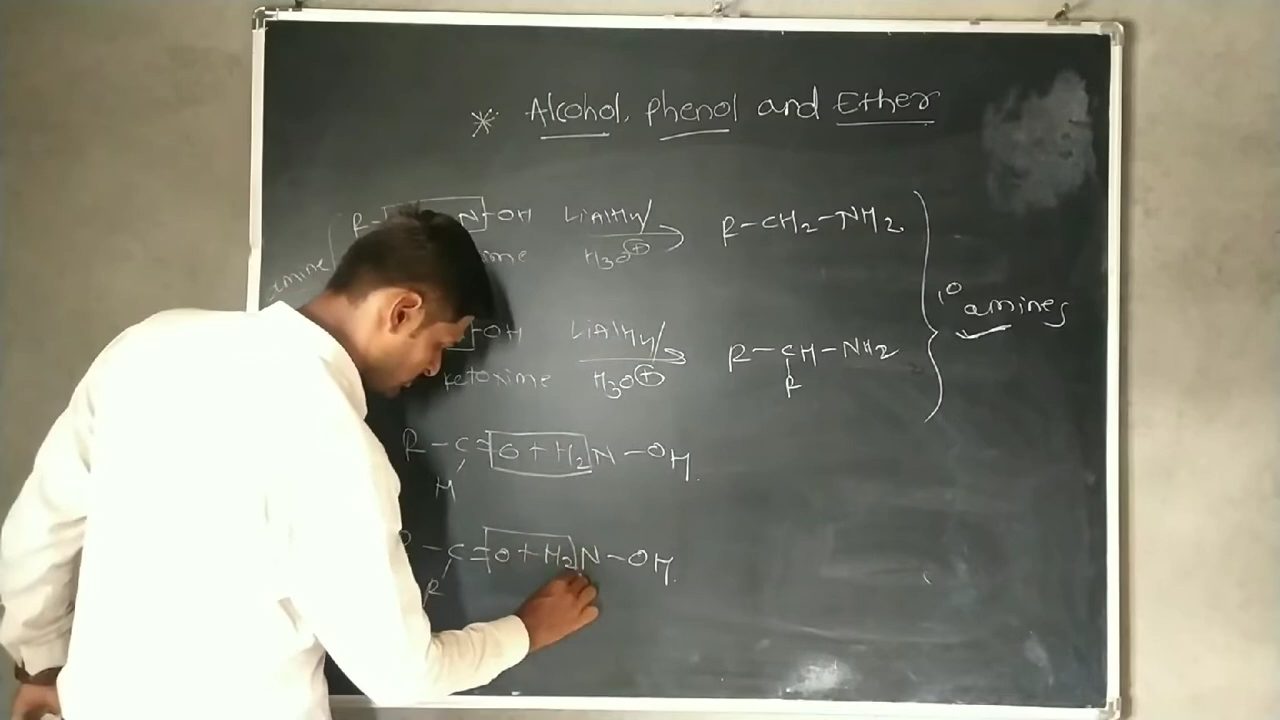 * Alcohol, phenol and Ether
R- N-OH LiAlH4/ H3O⊕ R-CH2-NH2
1° amines
-OH LiAlH4/ H3O⊕ R-CH-NH2
R
ketoxime
R-C=O+H2N-OH
H
R-C=O+H2N-OH
R